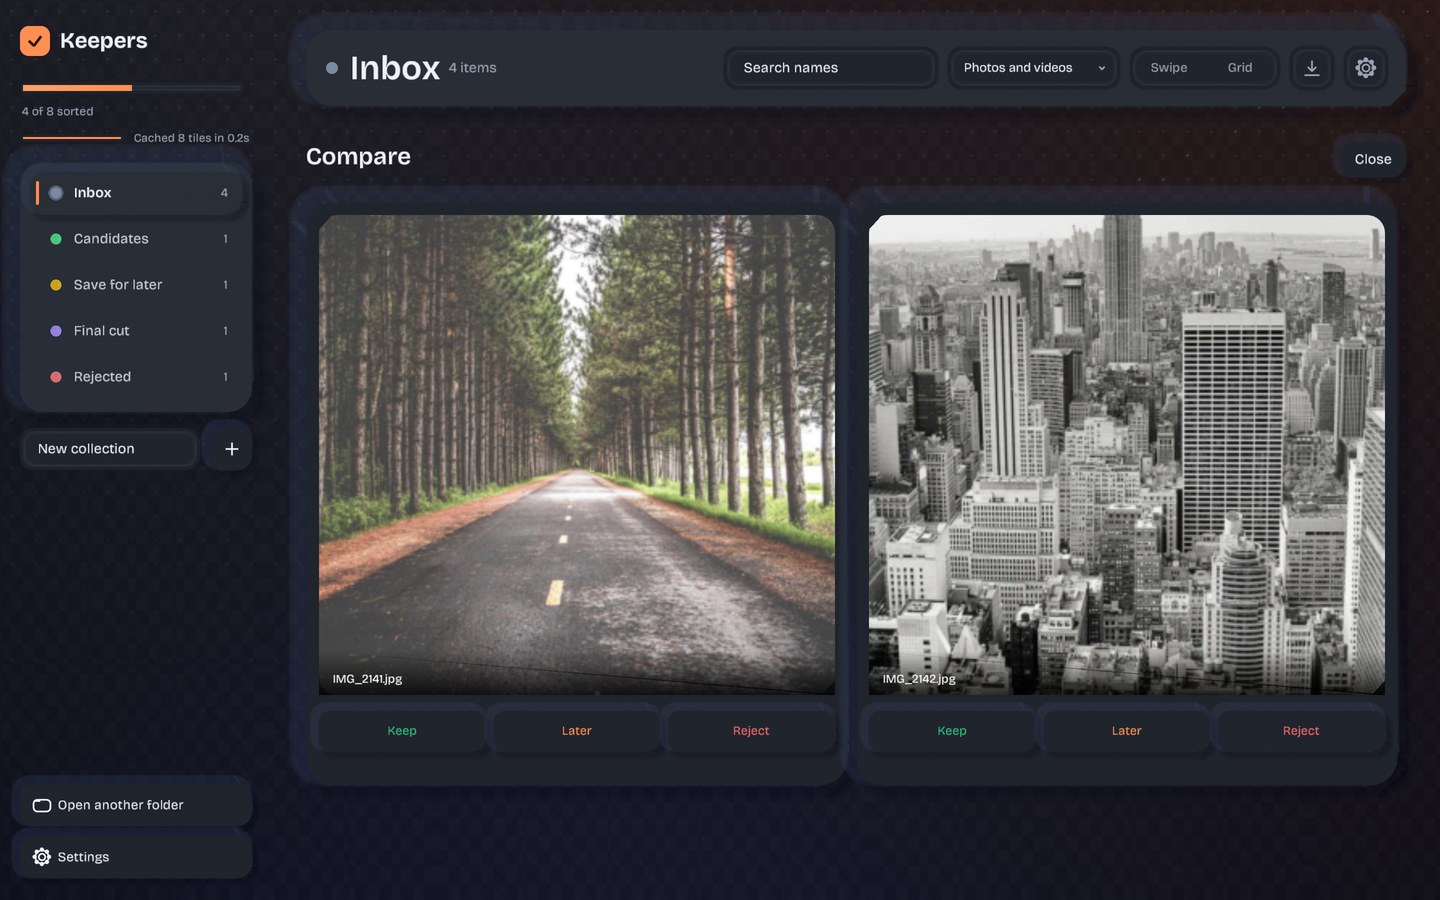 Keepers
4 of 8 sorted
Cached 8 tiles in 0.2s
Inbox 4
Candidates 1
Save for later 1
Final cut 1
Rejected 1
New collection
Open another folder
Settings
Inbox 4 items
Search names
Photos and videos
Swipe Grid
Compare
Close
IMG_2141.jpg
Keep Later Reject
IMG_2142.jpg
Keep Later Reject